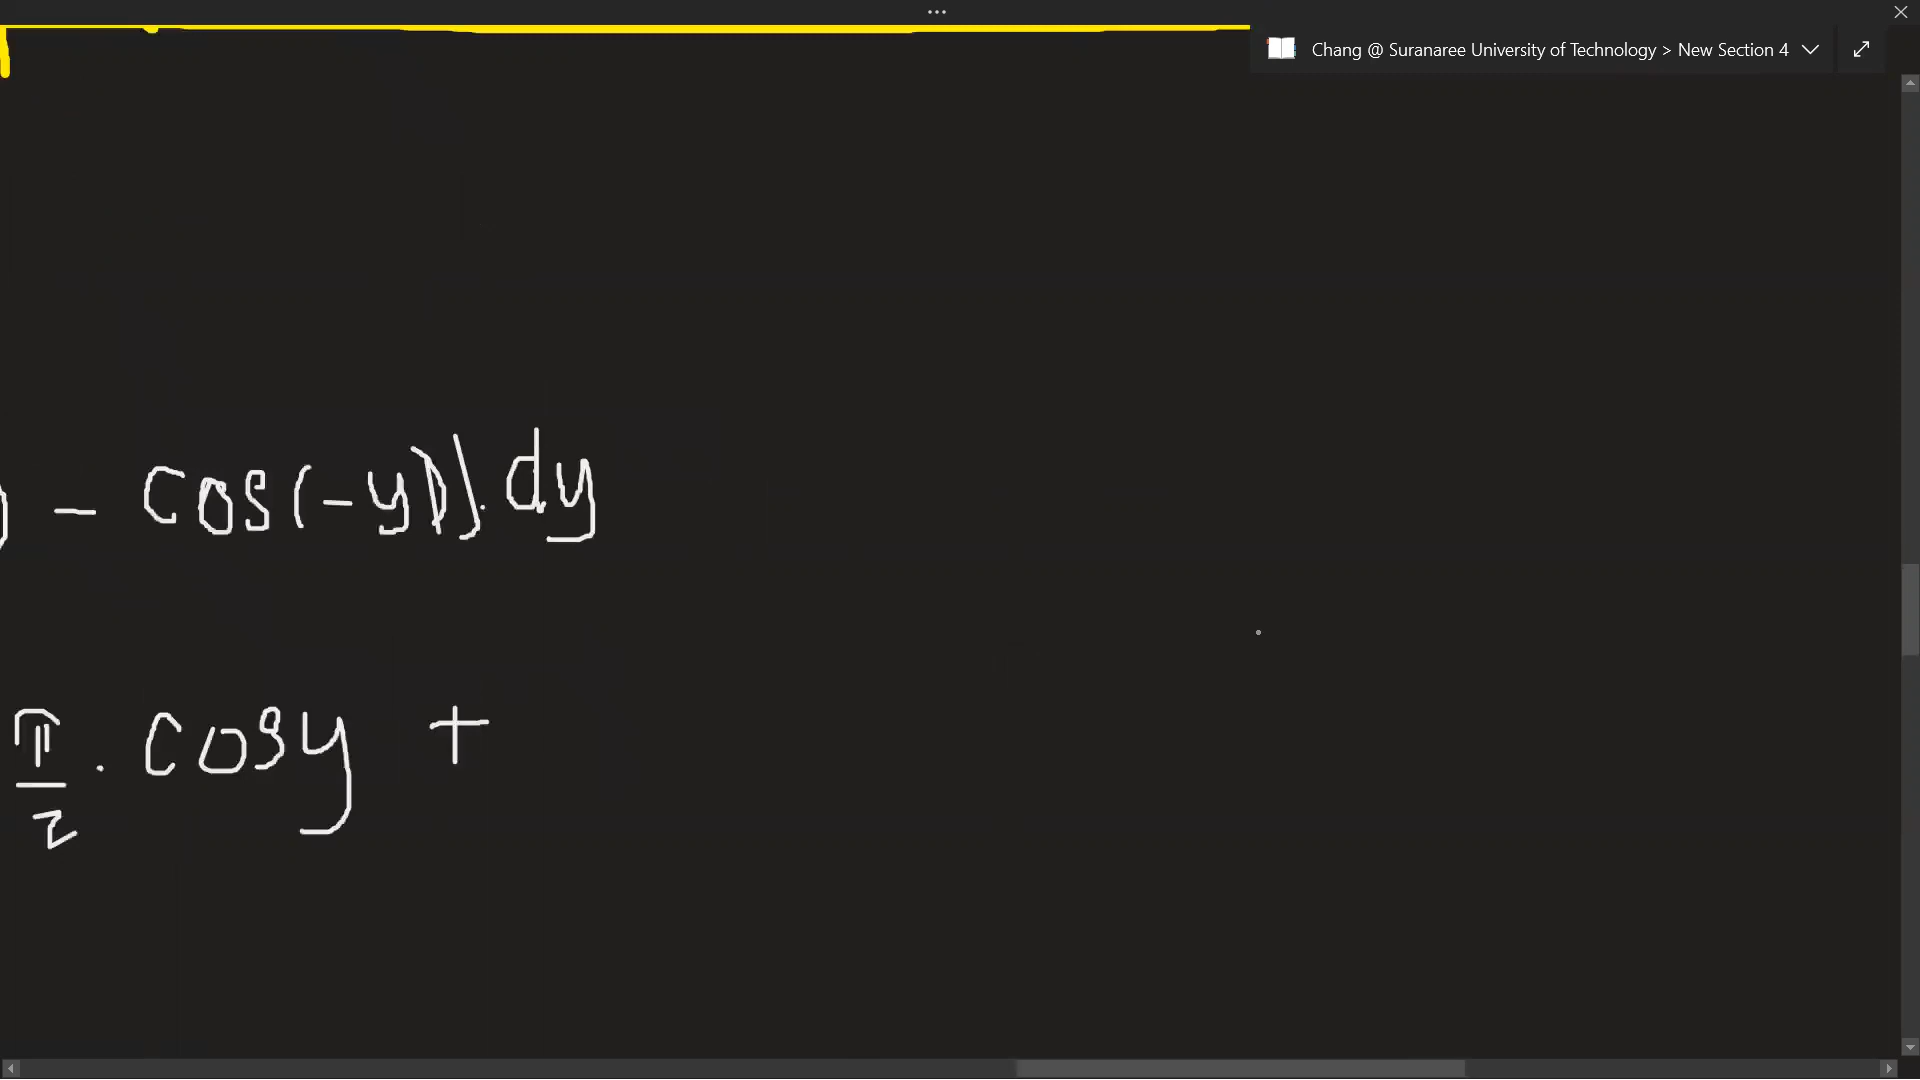 Chang @ Suranaree University of Technology > New Section 4
) - cos(-y)).dy
π/2 . cosy +